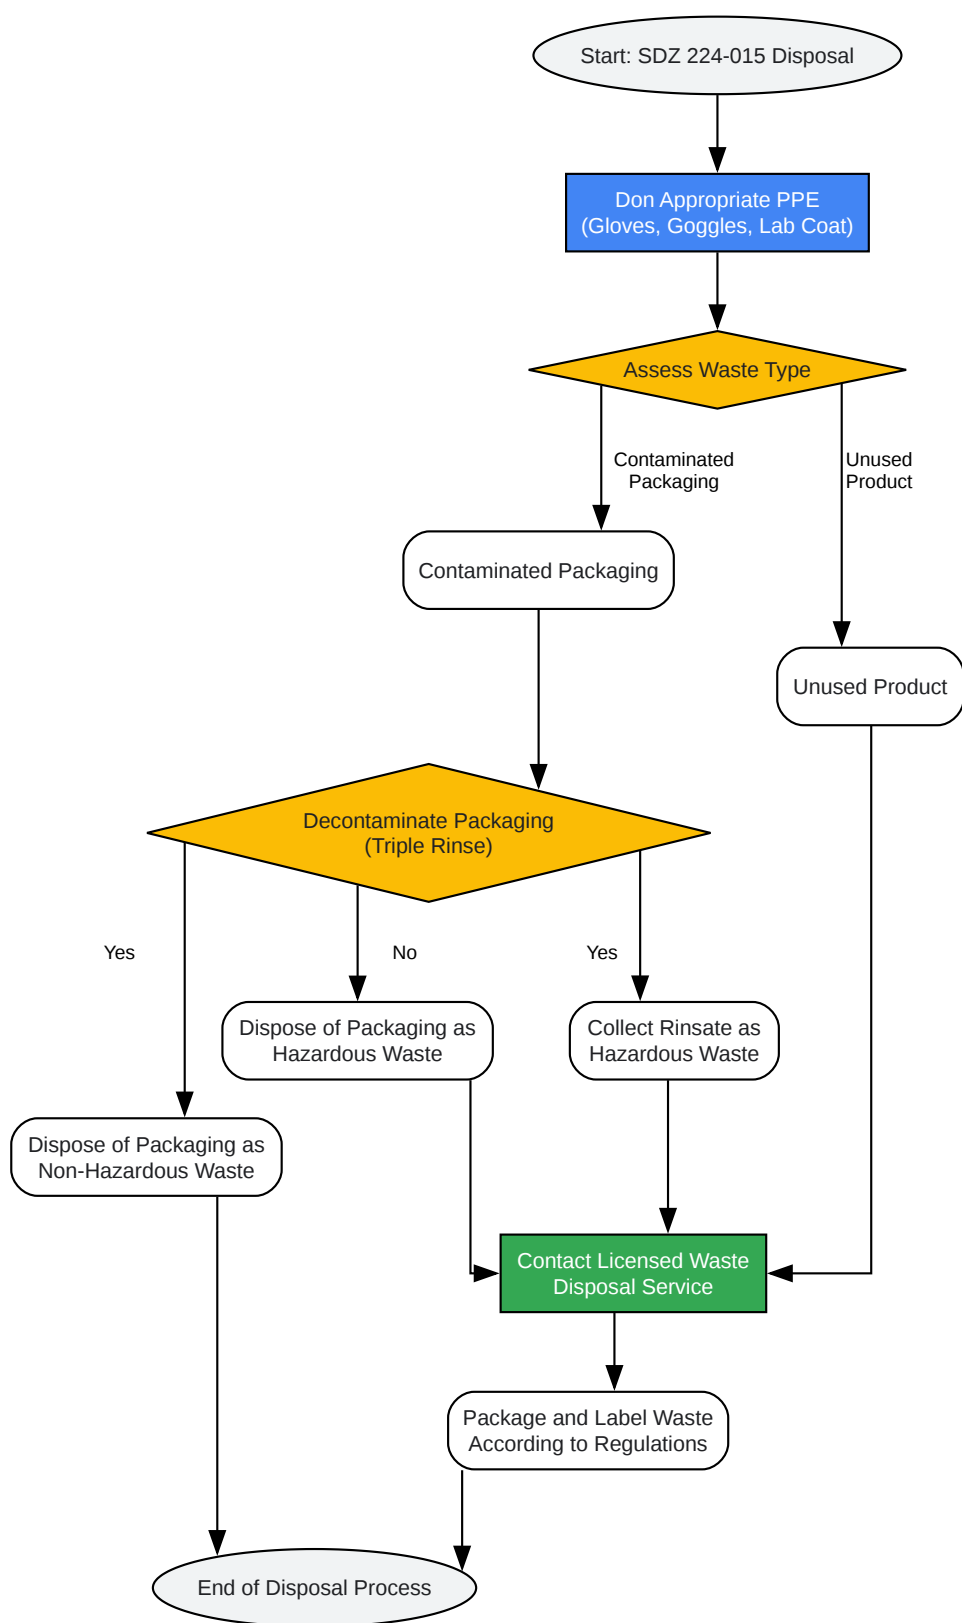 Start: SDZ 224-015 Disposal
Don Appropriate PPE
(Gloves, Goggles, Lab Coat)
Assess Waste Type
Contaminated
Packaging
Unused
Product
Contaminated Packaging
Unused Product
Decontaminate Packaging
(Triple Rinse)
Yes
No
Yes
Dispose of Packaging as
Hazardous Waste
Collect Rinsate as
Hazardous Waste
Dispose of Packaging as
Non-Hazardous Waste
Contact Licensed Waste
Disposal Service
Package and Label Waste
According to Regulations
End of Disposal Process